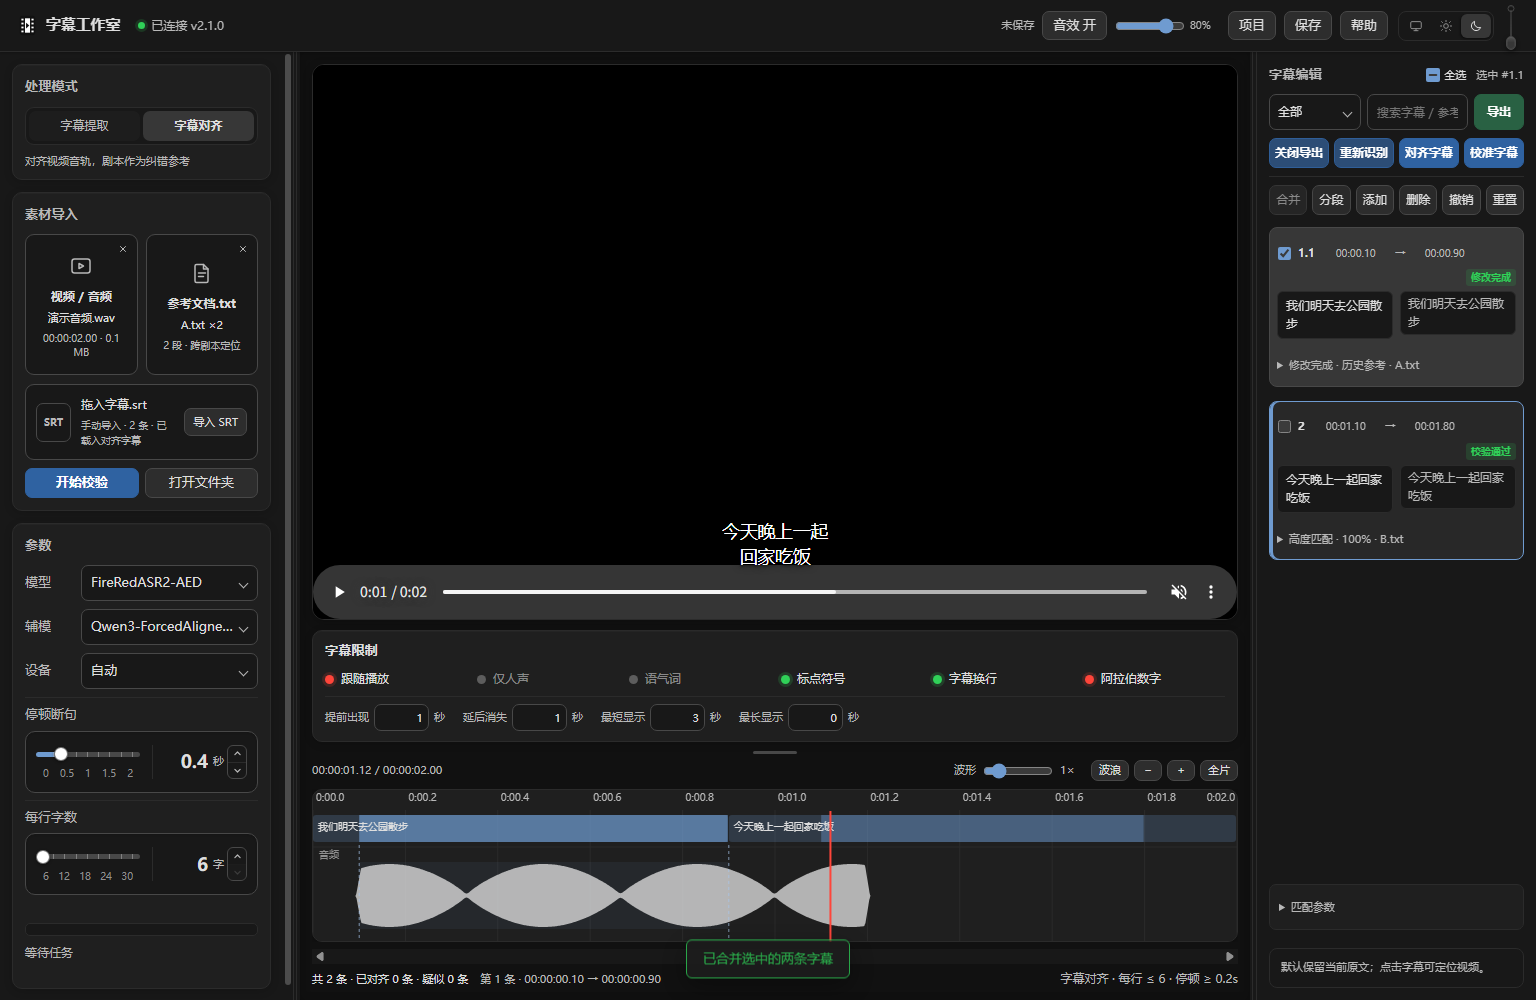 字幕工作室
已连接 v2.1.0
未保存
音效 开
80%
项目
保存
帮助
处理模式
字幕提取
字幕对齐
对齐视频音轨，剧本作为纠错参考
素材导入
×
视频 / 音频
演示音频.wav
00:00:02.00 · 0.1
MB
×
参考文档.txt
A.txt ×2
2 段 · 跨剧本定位
SRT
拖入字幕.srt
手动导入 · 2 条 · 已
载入对齐字幕
导入 SRT
开始校验
打开文件夹
参数
模型
FireRedASR2-AED
辅模
Qwen3-ForcedAligne...
设备
自动
停顿断句
0 0.5 1 1.5 2
0.4 秒
每行字数
6 12 18 24 30
6 字
等待任务
今天晚上一起
回家吃饭
0:01 / 0:02
字幕限制
跟随播放
仅人声
语气词
标点符号
字幕换行
阿拉伯数字
提前出现 1 秒
延后消失 1 秒
最短显示 3 秒
最长显示 0 秒
00:00:01.12 / 00:00:02.00
波形
1×
波浪
−
+
全片
0:00.0 0:00.2 0:00.4 0:00.6 0:00.8 0:01.0 0:01.2 0:01.4 0:01.6 0:01.8 0:02.0
我们明天去公园散步
今天晚上一起回家吃饭
音频
已合并选中的两条字幕
共 2 条 · 已对齐 0 条 · 疑似 0 条
第 1 条 · 00:00:00.10 → 00:00:00.90
字幕对齐 · 每行 ≤ 6 · 停顿 ≥ 0.2s
字幕编辑
全选
选中 #1.1
全部
搜索字幕 / 参考
导出
关闭导出
重新识别
对齐字幕
校准字幕
合并
分段
添加
删除
撤销
重置
1.1
00:00.10 → 00:00.90
修改完成
我们明天去公园散
步
我们明天去公园散
步
修改完成 · 历史参考 · A.txt
2
00:01.10 → 00:01.80
校验通过
今天晚上一起回家
吃饭
今天晚上一起回家
吃饭
高度匹配 · 100% · B.txt
匹配参数
默认保留当前原文；点击字幕可定位视频。